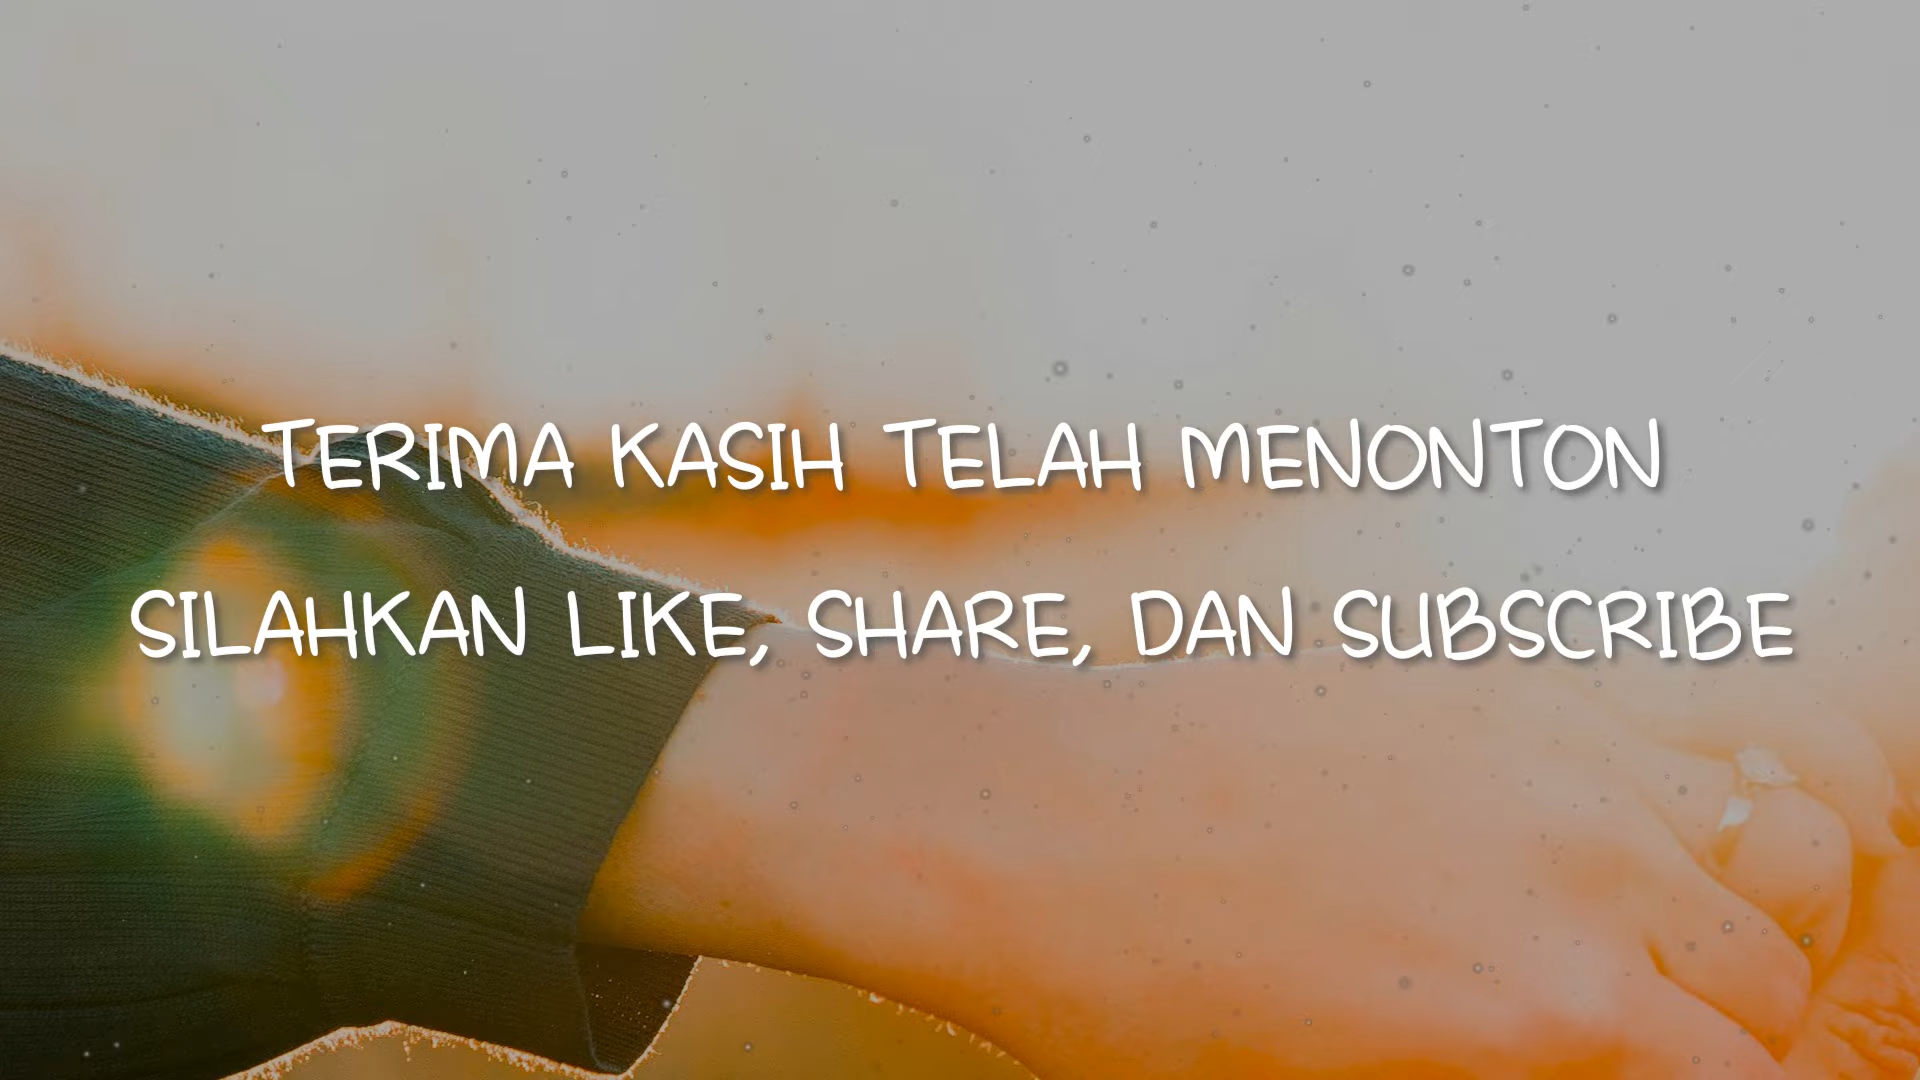 TERIMA KASIH TELAH MENONTON
SILAHKAN LIKE, SHARE, DAN SUBSCRIBE